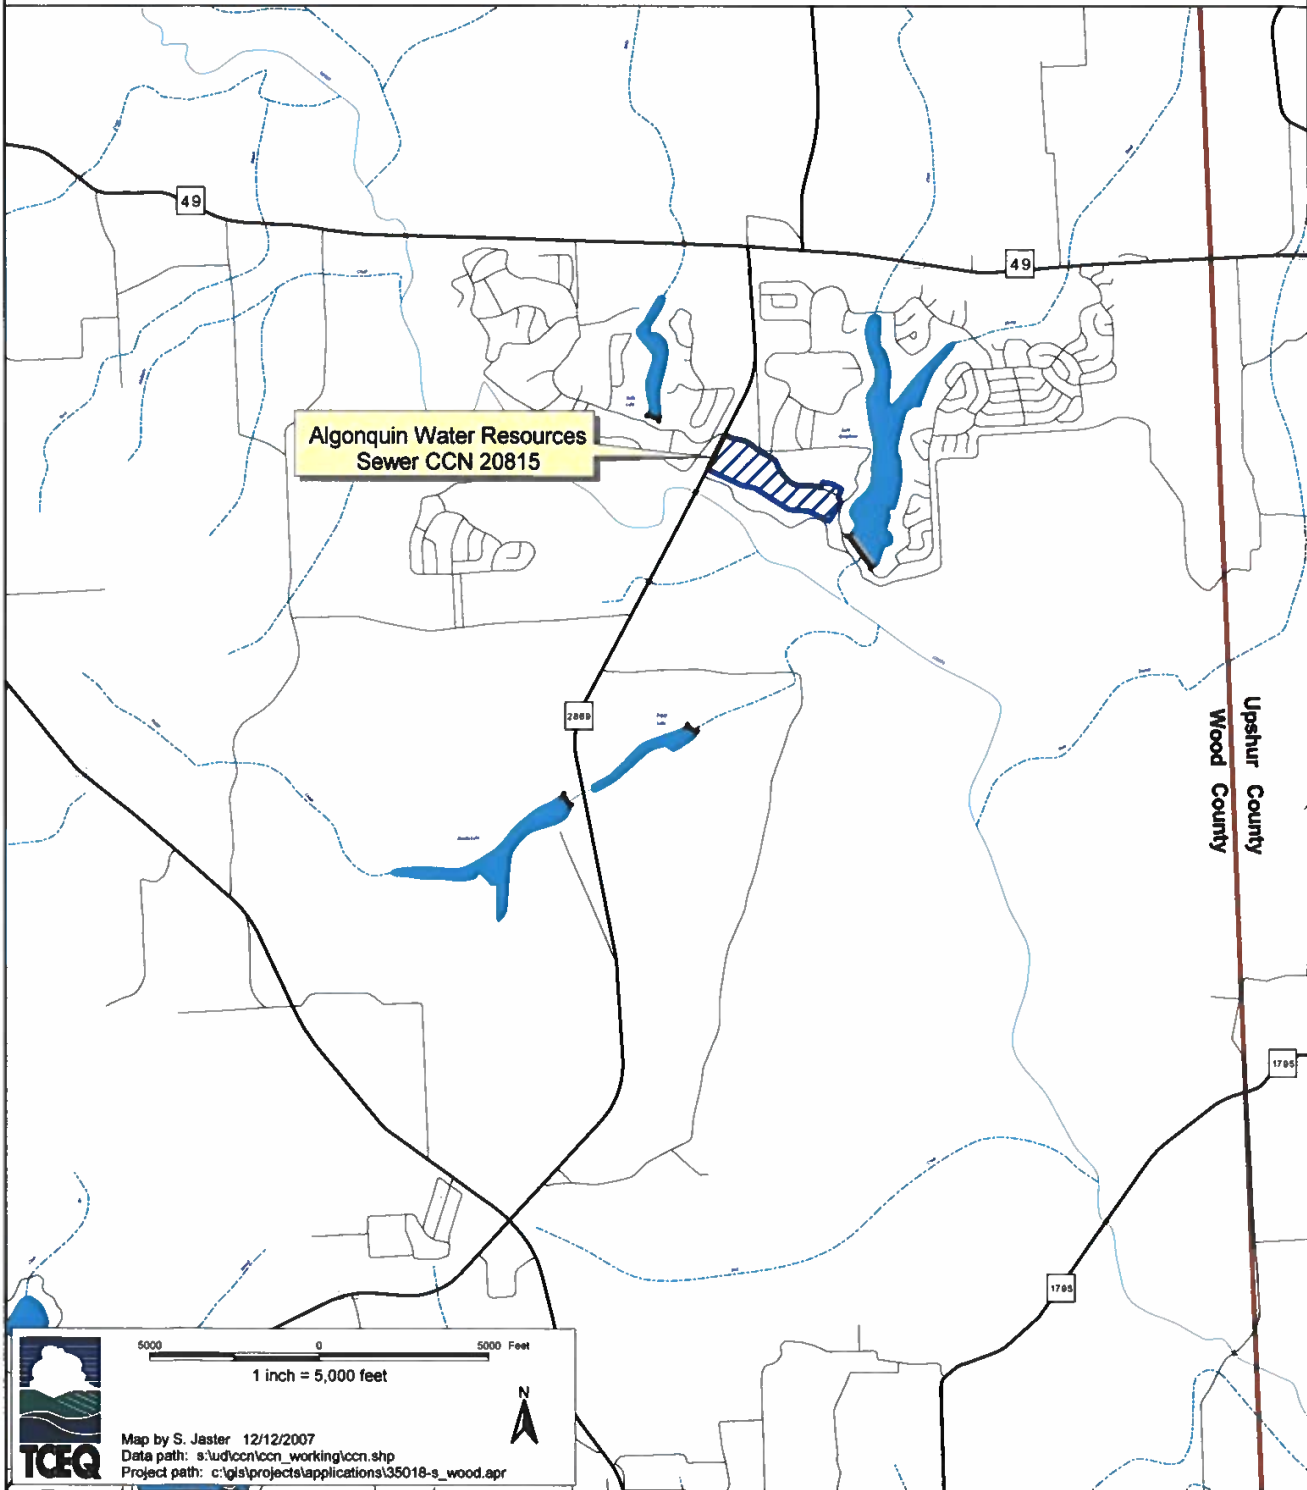 49
49
Algonquin Water Resources
Sewer CCN 20815
2869
Upshur County
Wood County
1795
1795
5000 0 5000 Feet
1 inch = 5,000 feet
N
TCEQ
Map by S. Jaster 12/12/2007
Data path: s:\ud\ccn\ccn_working\ccn.shp
Project path: c:\gis\projects\applications\35018-s_wood.apr